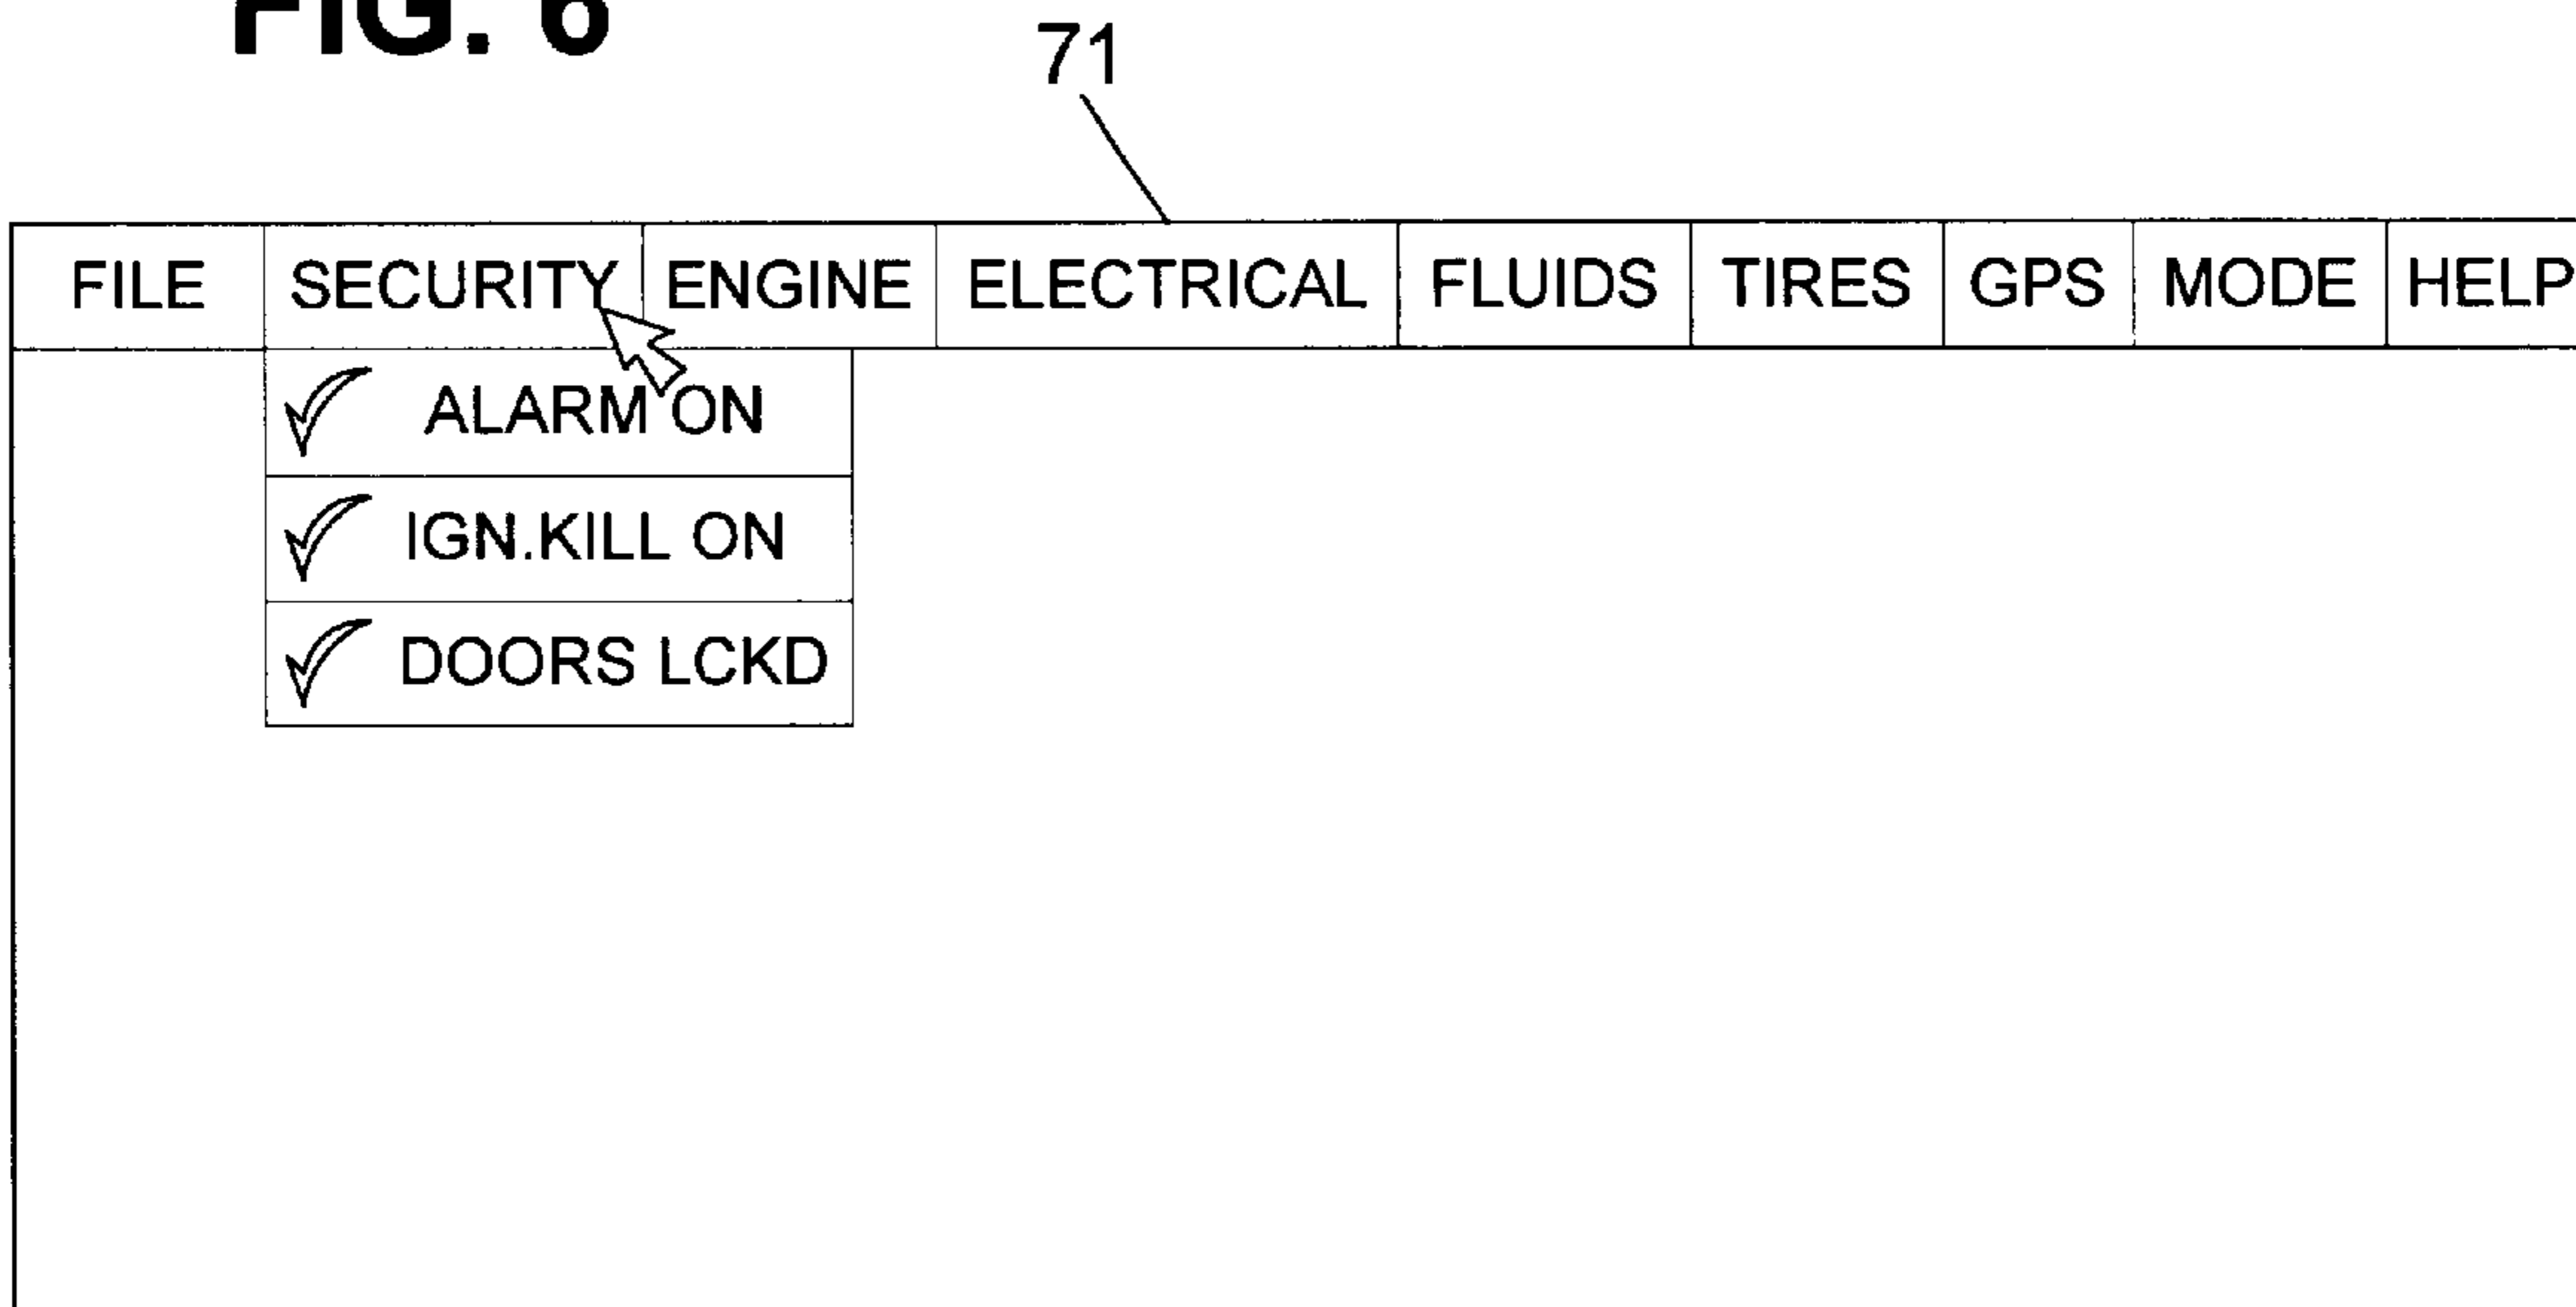 FIG. 6
71
FILE SECURITY ENGINE ELECTRICAL FLUIDS TIRES GPS MODE HELP
ALARM ON
IGN.KILL ON
DOORS LCKD